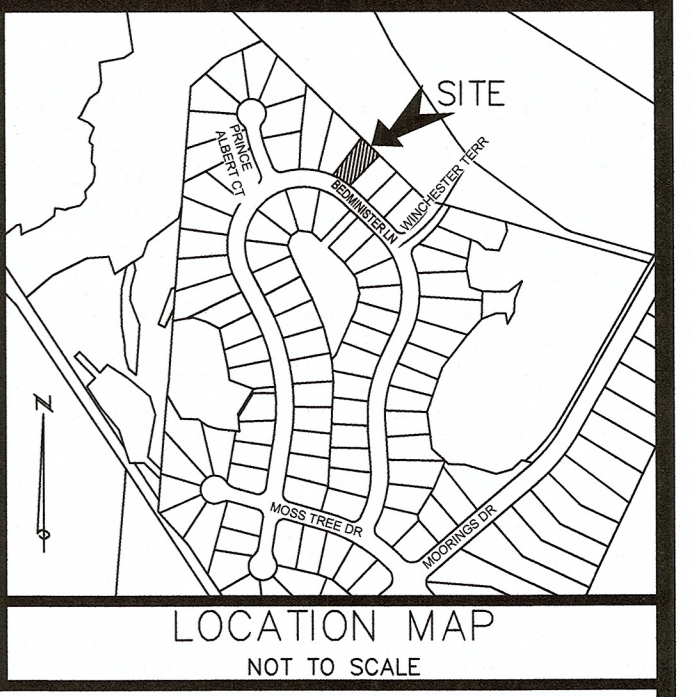 SITE
PRINCE
ALBERT CT
BEDMINISTER LN
WINCHESTER TERR
N
MOSS TREE DR
MOORINGS DR
LOCATION MAP
NOT TO SCALE